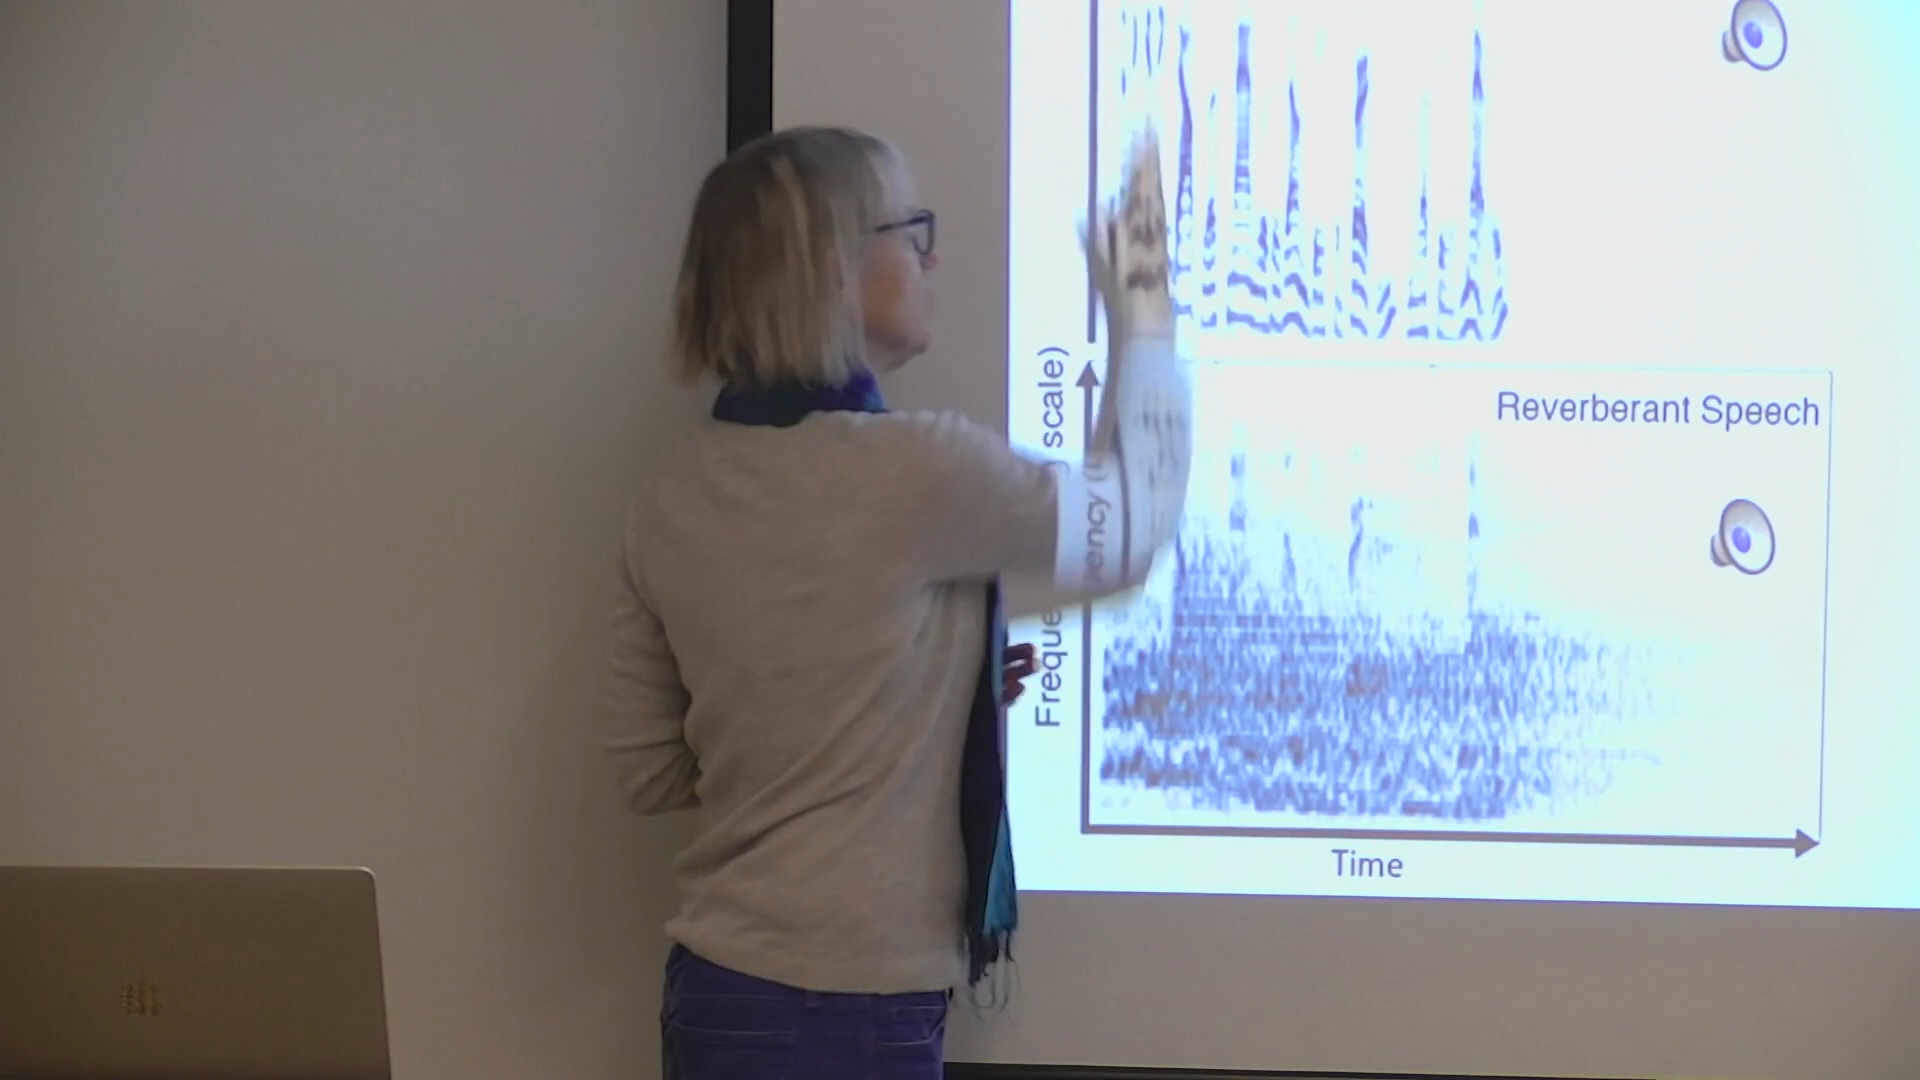 Reverberant Speech
scale)
Freque
ency (
Time